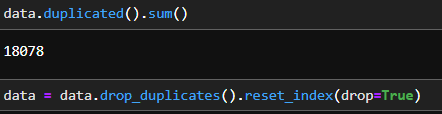 data.duplicated().sum()
18078
data = data.drop_duplicates().reset_index(drop=True)